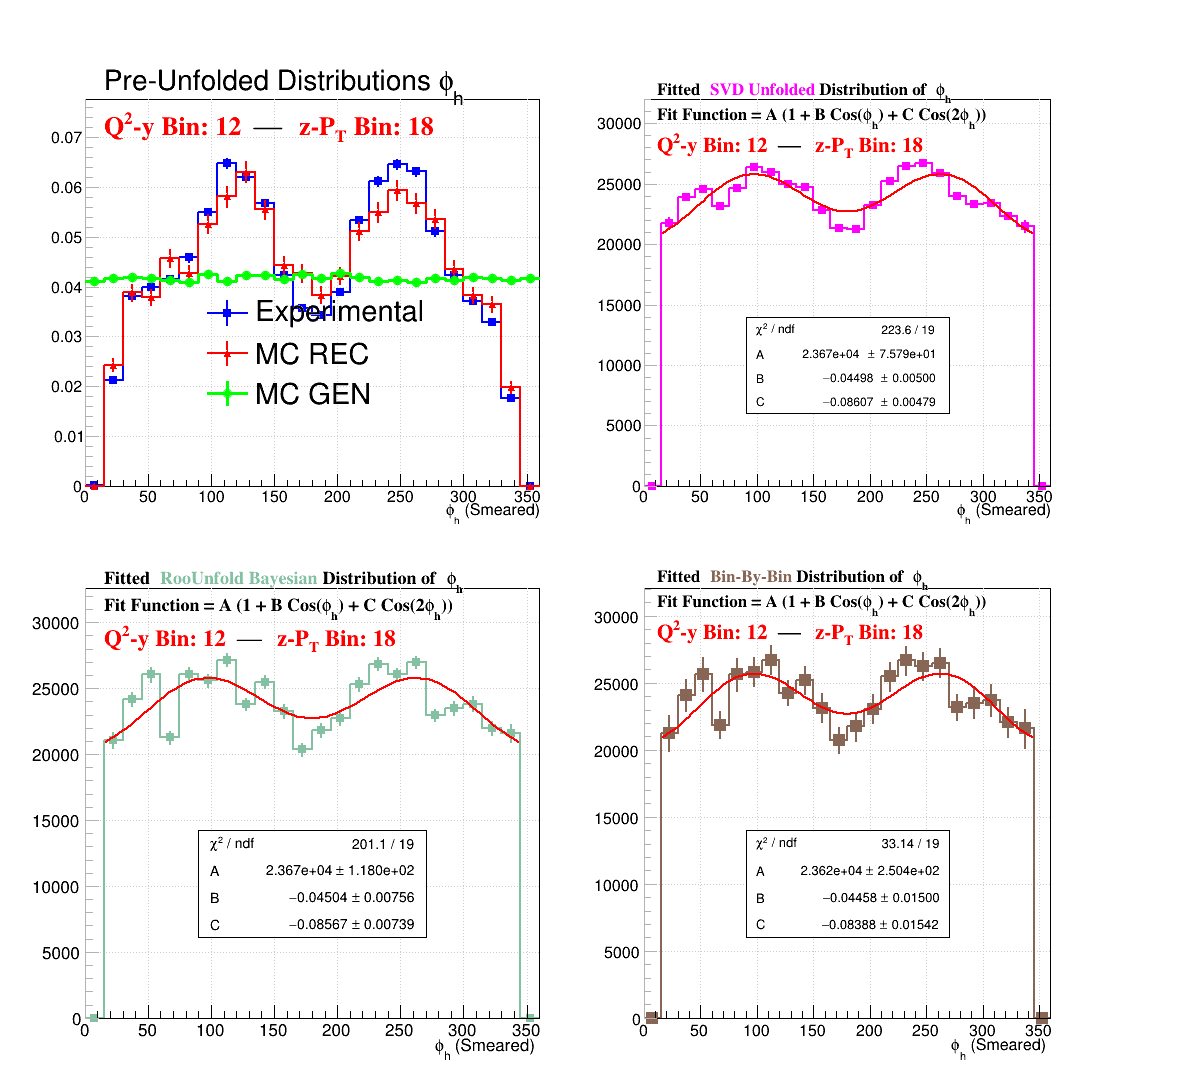 Pre-Unfolded Distributions ϕh
Q²-y Bin: 12 — z-PT Bin: 18
0.07
0.06
0.05
0.04
0.03
0.02
0.01
0
Experimental
MC REC
MC GEN
0 50 100 150 200 250 300 350
ϕh (Smeared)
Fitted SVD Unfolded Distribution of ϕh
Fit Function = A (1 + B Cos(ϕh) + C Cos(2ϕh))
Q²-y Bin: 12 — z-PT Bin: 18
30000
25000
20000
15000
10000
5000
0
χ² / ndf 223.6 / 19
A 2.367e+04 ± 7.579e+01
B −0.04498 ± 0.00500
C −0.08607 ± 0.00479
0 50 100 150 200 250 300 350
ϕh (Smeared)
Fitted RooUnfold Bayesian Distribution of ϕh
Fit Function = A (1 + B Cos(ϕh) + C Cos(2ϕh))
Q²-y Bin: 12 — z-PT Bin: 18
30000
25000
20000
15000
10000
5000
0
χ² / ndf 201.1 / 19
A 2.367e+04 ± 1.180e+02
B −0.04504 ± 0.00756
C −0.08567 ± 0.00739
0 50 100 150 200 250 300
ϕh (Smeared)
Fitted Bin-By-Bin Distribution of ϕh
Fit Function = A (1 + B Cos(ϕh) + C Cos(2ϕh))
Q²-y Bin: 12 — z-PT Bin: 18
30000
25000
20000
15000
10000
5000
0
χ² / ndf 33.14 / 19
A 2.362e+04 ± 2.504e+02
B −0.04458 ± 0.01500
C −0.08388 ± 0.01542
0 50 100 150 200 250 300 350
ϕh (Smeared)